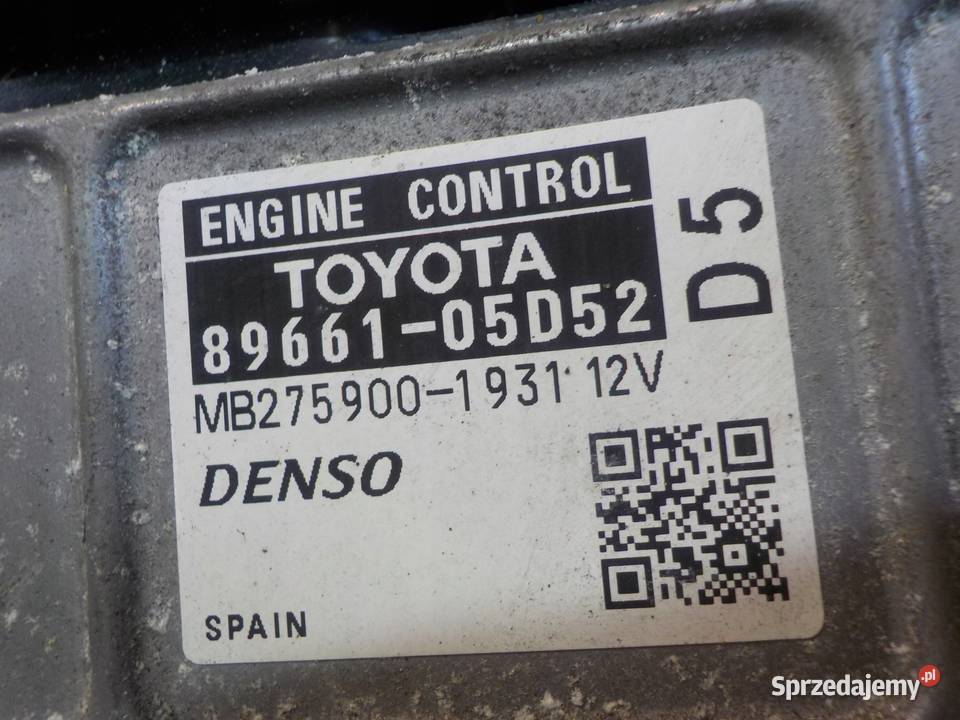 ENGINE CONTROL
TOYOTA
89661-05D52
MB275900-1931 12V
D5
DENSO
SPAIN
Sprzedajemy.pl